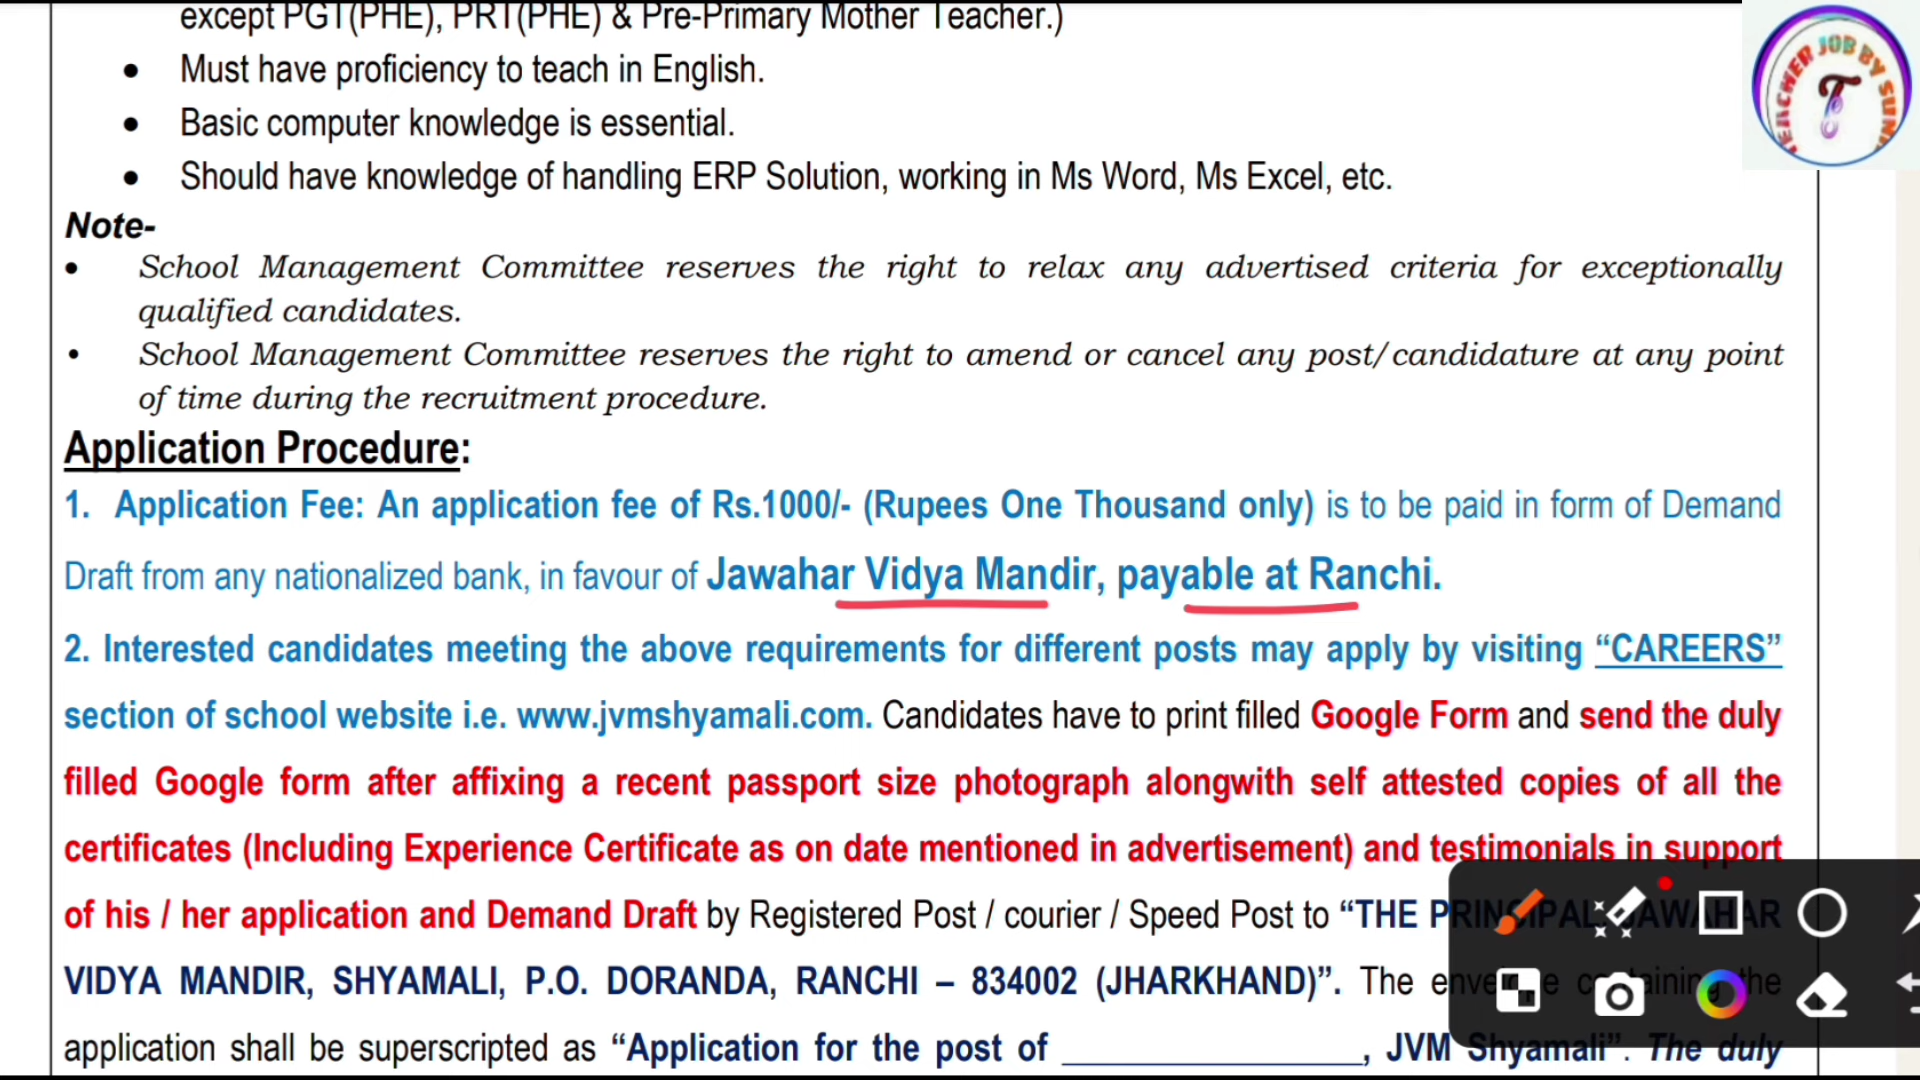 except PGT(PHE), PRT(PHE) & Pre-Primary Mother Teacher.)
TEACHER JOB BY SUNI
• Must have proficiency to teach in English.
• Basic computer knowledge is essential.
• Should have knowledge of handling ERP Solution, working in Ms Word, Ms Excel, etc.
Note-
• School Management Committee reserves the right to relax any advertised criteria for exceptionally
qualified candidates.
• School Management Committee reserves the right to amend or cancel any post/candidature at any point
of time during the recruitment procedure.
Application Procedure:
1. Application Fee: An application fee of Rs.1000/- (Rupees One Thousand only) is to be paid in form of Demand
Draft from any nationalized bank, in favour of Jawahar Vidya Mandir, payable at Ranchi.
2. Interested candidates meeting the above requirements for different posts may apply by visiting “CAREERS”
section of school website i.e. www.jvmshyamali.com. Candidates have to print filled Google Form and send the duly
filled Google form after affixing a recent passport size photograph alongwith self attested copies of all the
certificates (Including Experience Certificate as on date mentioned in advertisement) and testimonials in support
of his / her application and Demand Draft by Registered Post / courier / Speed Post to “THE PRINCIPAL, JAWAHAR
VIDYA MANDIR, SHYAMALI, P.O. DORANDA, RANCHI – 834002 (JHARKHAND)”. The envelope containing the
application shall be superscripted as “Application for the post of ________________, JVM Shyamali”. The duly